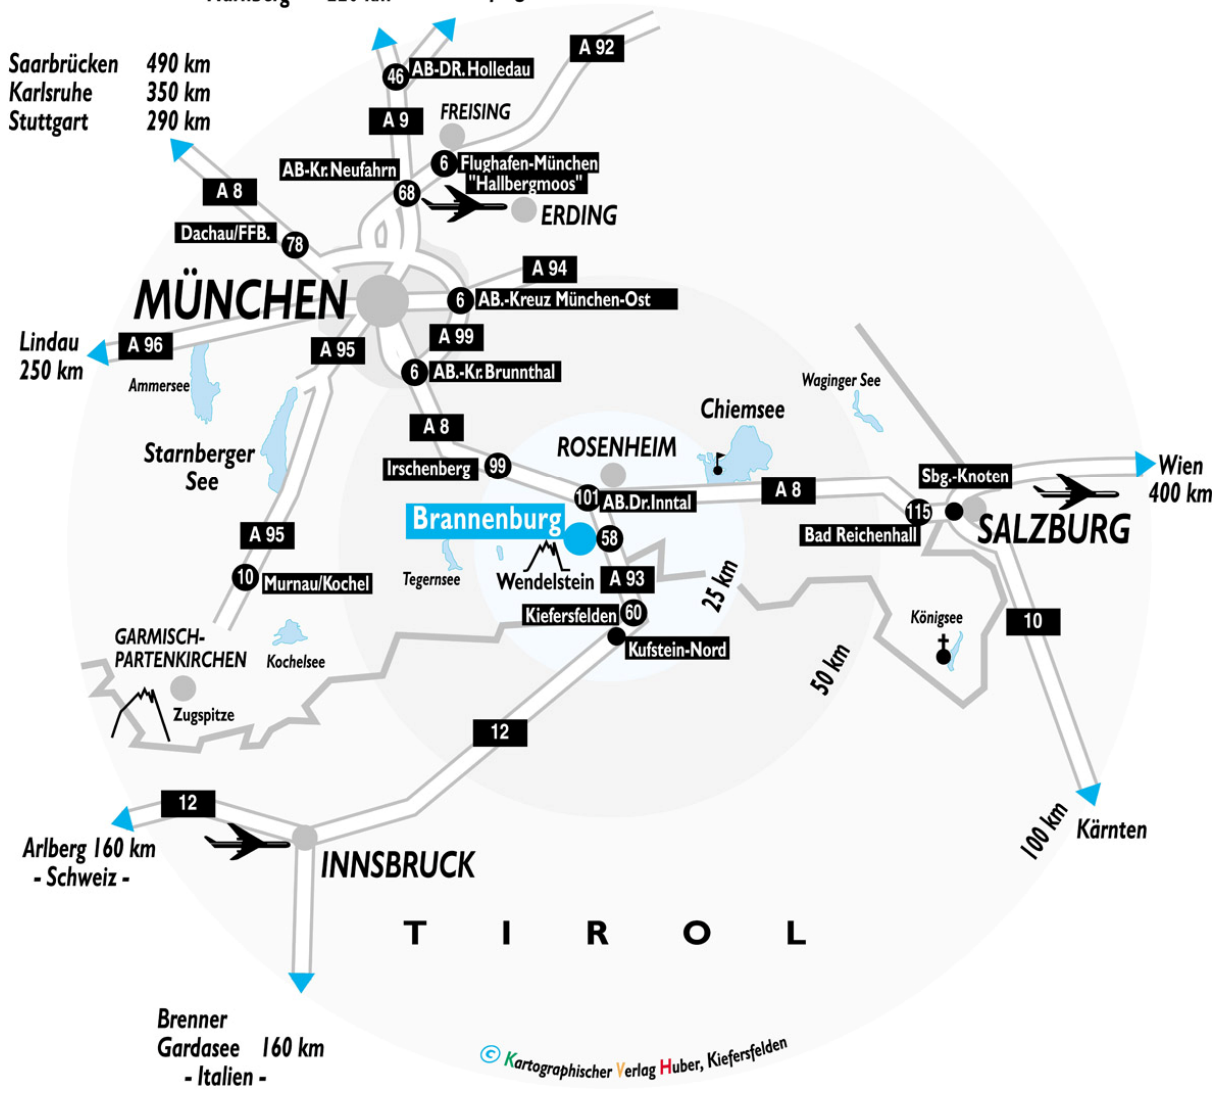 Saarbrücken 490 km
Karlsruhe 350 km
Stuttgart 290 km
A 92
46 AB-DR. Holledau
A 9
FREISING
AB-Kr. Neufahrn
6 Flughafen-München
"Hallbergmoos"
68
A 8
ERDING
Dachau/FFB. 78
A 94
MÜNCHEN
6 AB.-Kreuz München-Ost
A 99
Lindau
250 km
A 96
A 95
6 AB.-Kr. Brunnthal
Ammersee
Waginger See
Chiemsee
A 8
Starnberger
See
ROSENHEIM
Irschenberg 99
Sbg.-Knoten
Wien
400 km
A 8
101 AB.Dr. Inntal
115
Bad Reichenhall
SALZBURG
Brannenburg
58
A 95
Tegernsee
Wendelstein
A 93
25 km
10 Murnau/Kochel
Kiefersfelden 60
Königsee
10
GARMISCH-
PARTENKIRCHEN
Kochelsee
Kufstein-Nord
50 km
Zugspitze
12
12
100 km
Kärnten
Arlberg 160 km
- Schweiz -
INNSBRUCK
TIROL
Brenner
Gardasee 160 km
- Italien -
© Kartographischer Verlag Huber, Kiefersfelden